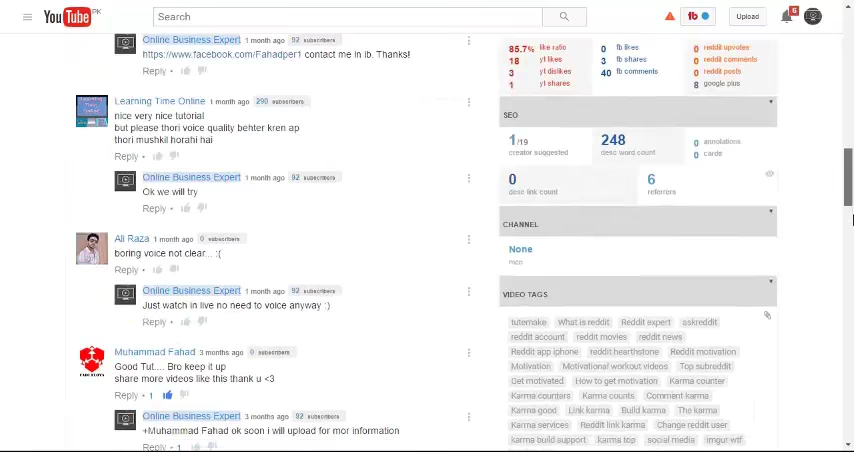 YouTube PK
Search
Upload
6
Online Business Expert 1 month ago 92 subscribers
https://www.facebook.com/Fahadper1 contact me in ib. Thanks!
Reply
Learning Time Online 1 month ago 290 subscribers
nice very nice tutorial
but please thori voice quality behter kren ap
thori mushkil horahi hai
Reply
Online Business Expert 1 month ago 92 subscribers
Ok we will try
Reply
Ali Raza 1 month ago 0 subscribers
boring voice not clear... :(
Reply
Online Business Expert 1 month ago 92 subscribers
Just watch in live no need to voice anyway :)
Reply
Muhammad Fahad 3 months ago 0 subscribers
Good Tut.... Bro keep it up
share more videos like this thank u <3
Reply 1
Online Business Expert 3 months ago 92 subscribers
+Muhammad Fahad ok soon i will upload for mor information
Reply 1
85.7% like ratio
18 yt likes
3 yt dislikes
1 yt shares
0 fb likes
3 fb shares
40 fb comments
0 reddit upvotes
0 reddit comments
0 reddit posts
8 google plus
SEO
1/19
creator suggested
248
desc word count
0 annotations
0 cards
0
desc link count
6
referrers
CHANNEL
None
mcn
VIDEO TAGS
tutemake What is reddit Reddit expert askreddit
reddit account reddit movies reddit news
Reddit app iphone reddit hearthstone Reddit motivation
Motivation Motivational workout videos Top subreddit
Get motivated How to get motivation Karma counter
Karma counters Karma counts Comment karma
Karma good Link karma Build karma The karma
Karma services Reddit link karma Change reddit user
karma build support karma top social media imgur wtf